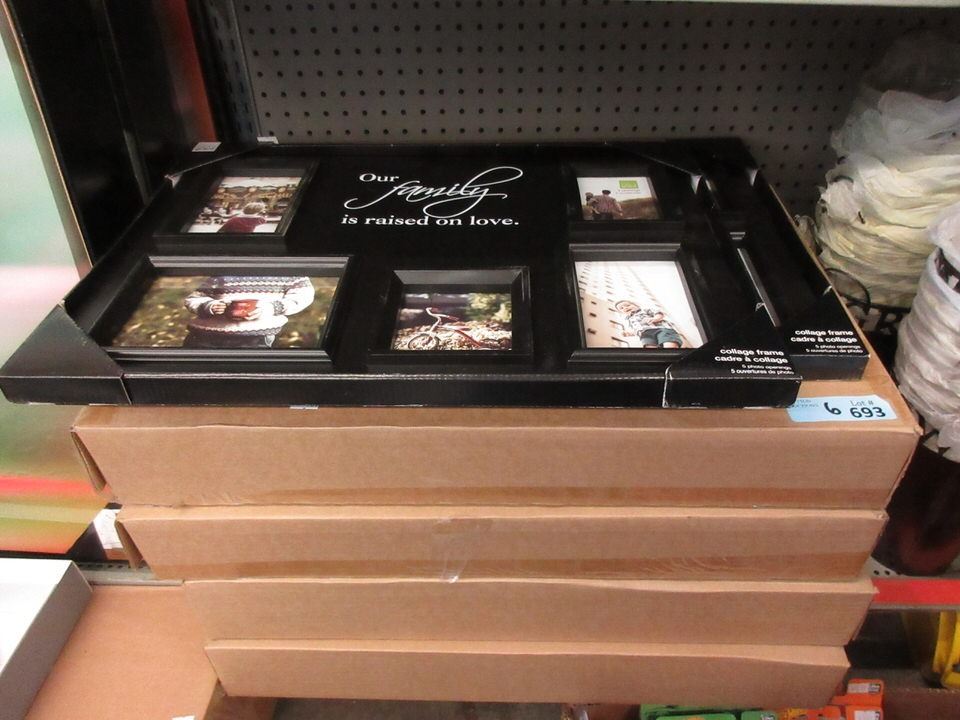 Our family
is raised on love.
collage frame
cadre à collage
5 photo openings
5 ouvertures de photo
collage frame
cadre à collage
5 photo openings
5 ouvertures de photo
6 Lot #
693